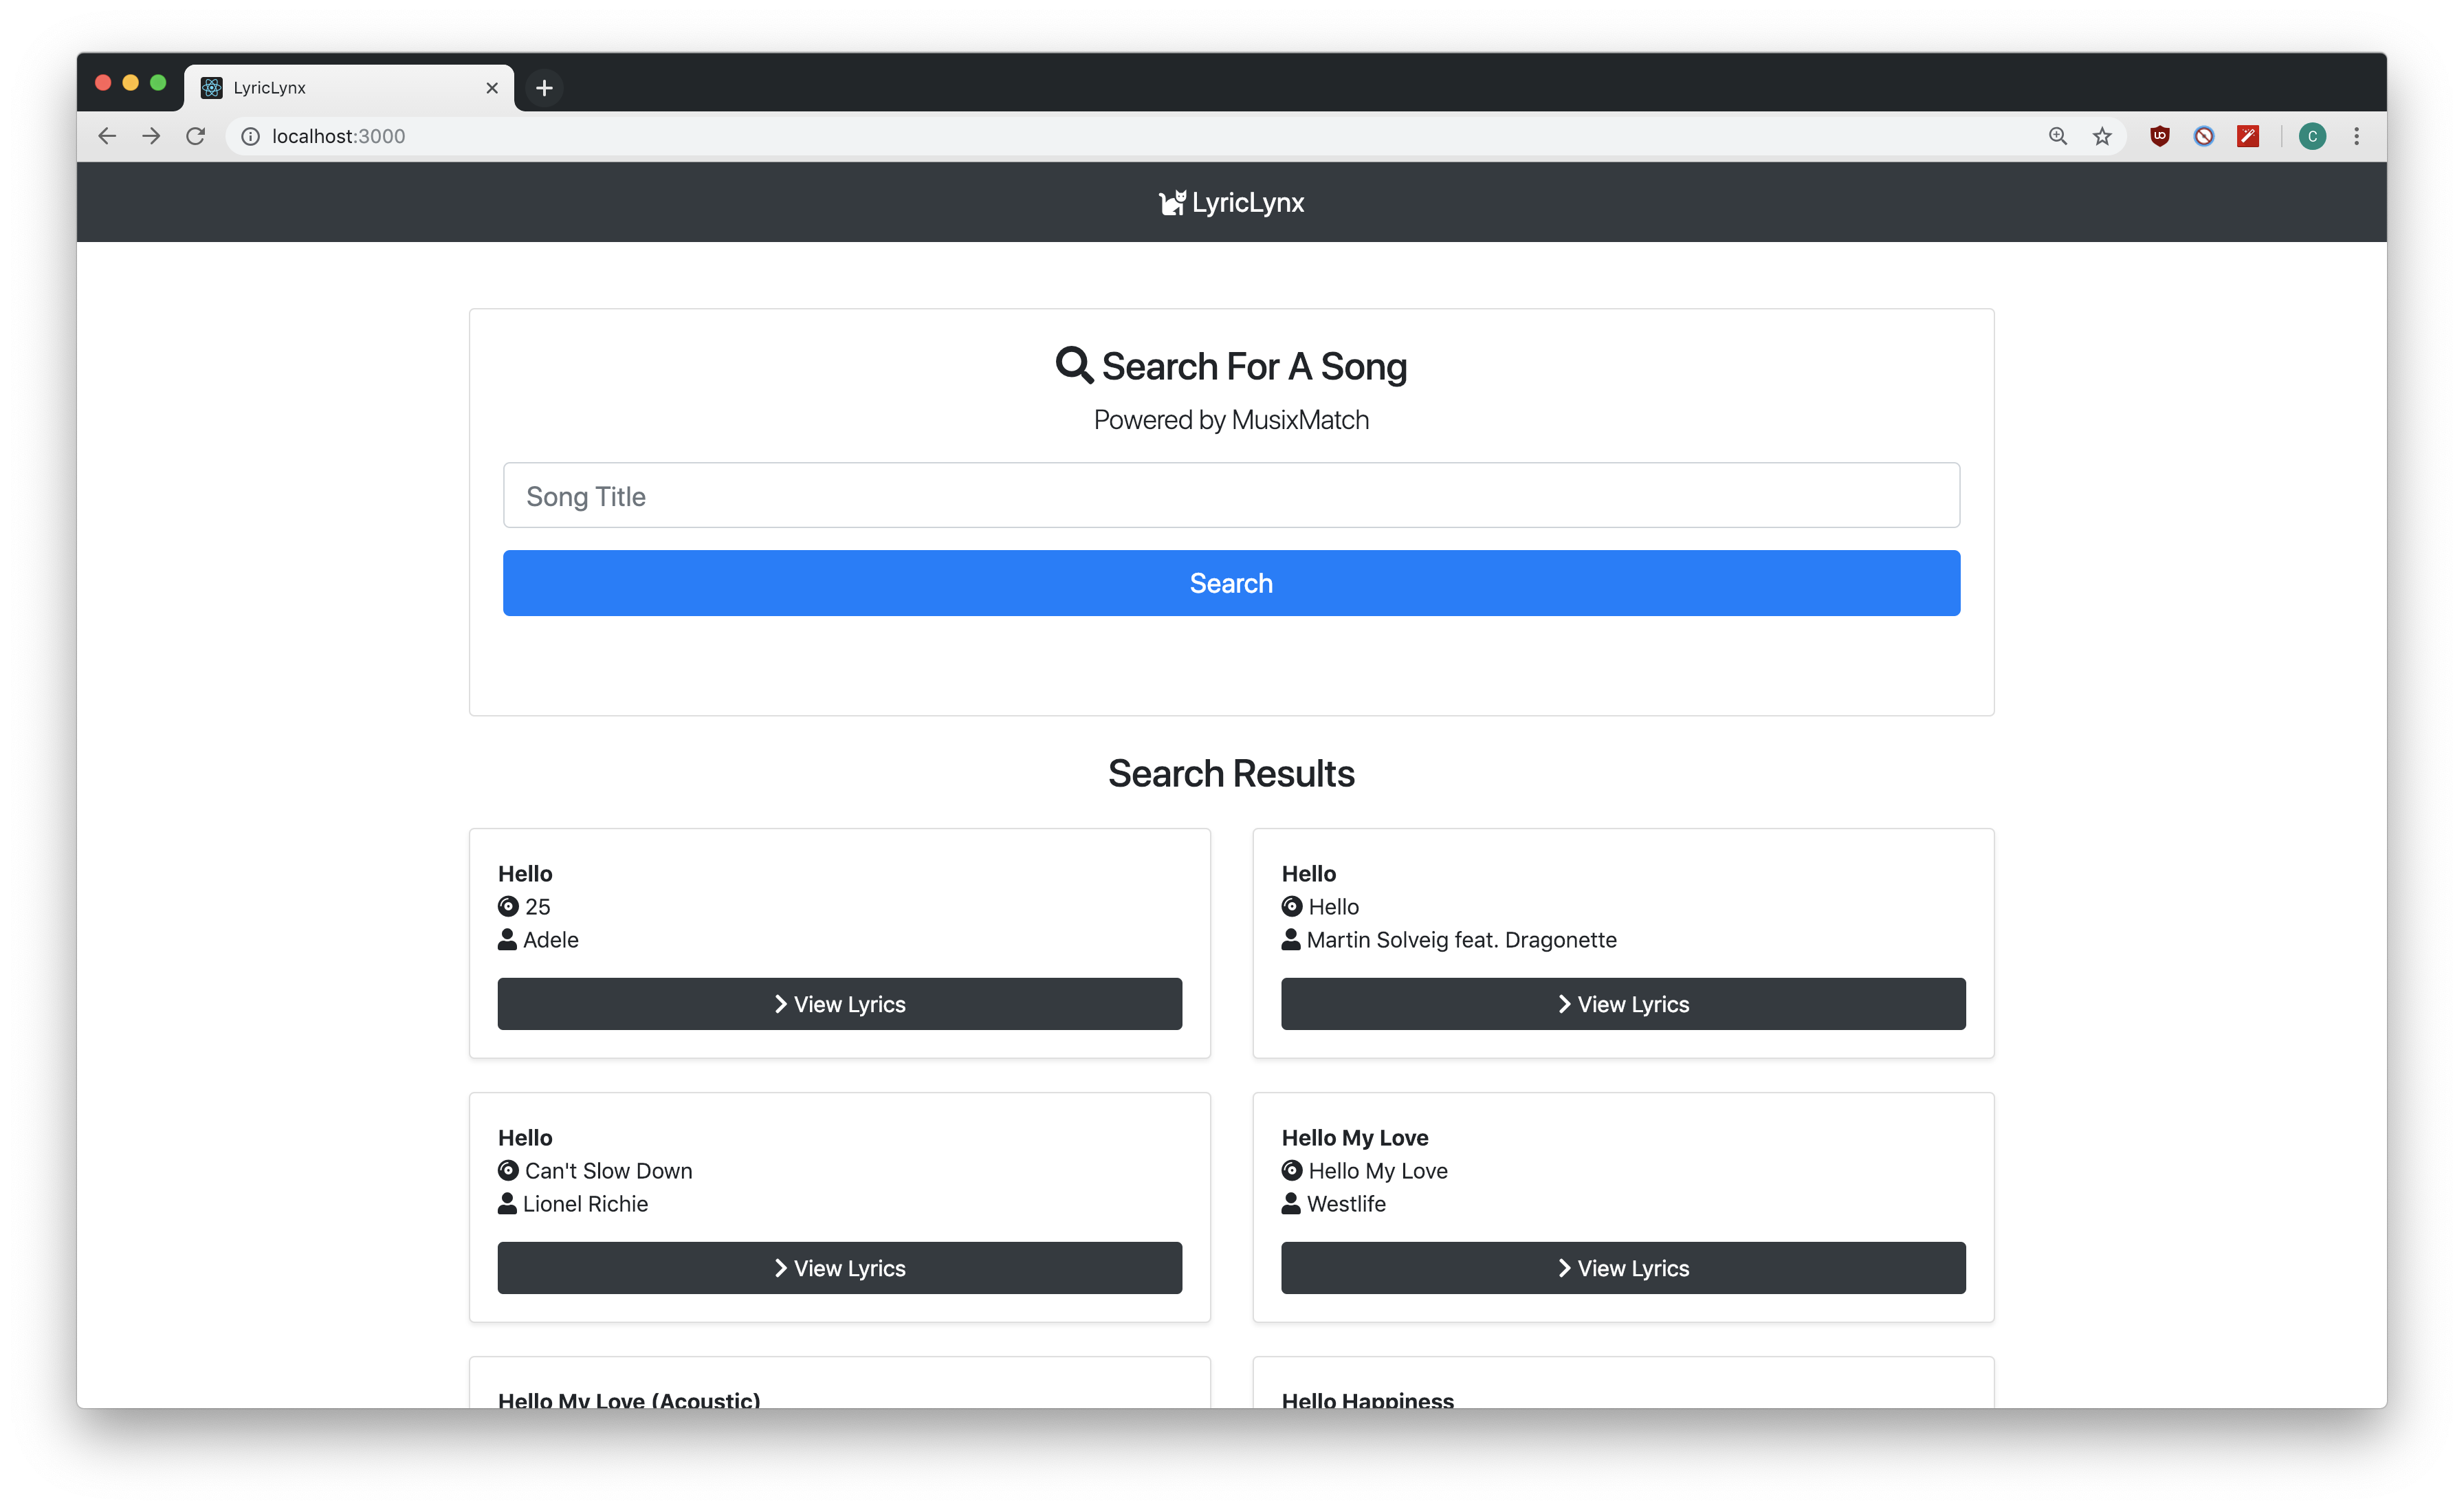 LyricLynx
localhost:3000
C
LyricLynx
Search For A Song
Powered by MusixMatch
Song Title
Search
Search Results
Hello
25
Adele
View Lyrics
Hello
Hello
Martin Solveig feat. Dragonette
View Lyrics
Hello
Can't Slow Down
Lionel Richie
View Lyrics
Hello My Love
Hello My Love
Westlife
View Lyrics
Hello My Love (Acoustic)
Hello Happiness